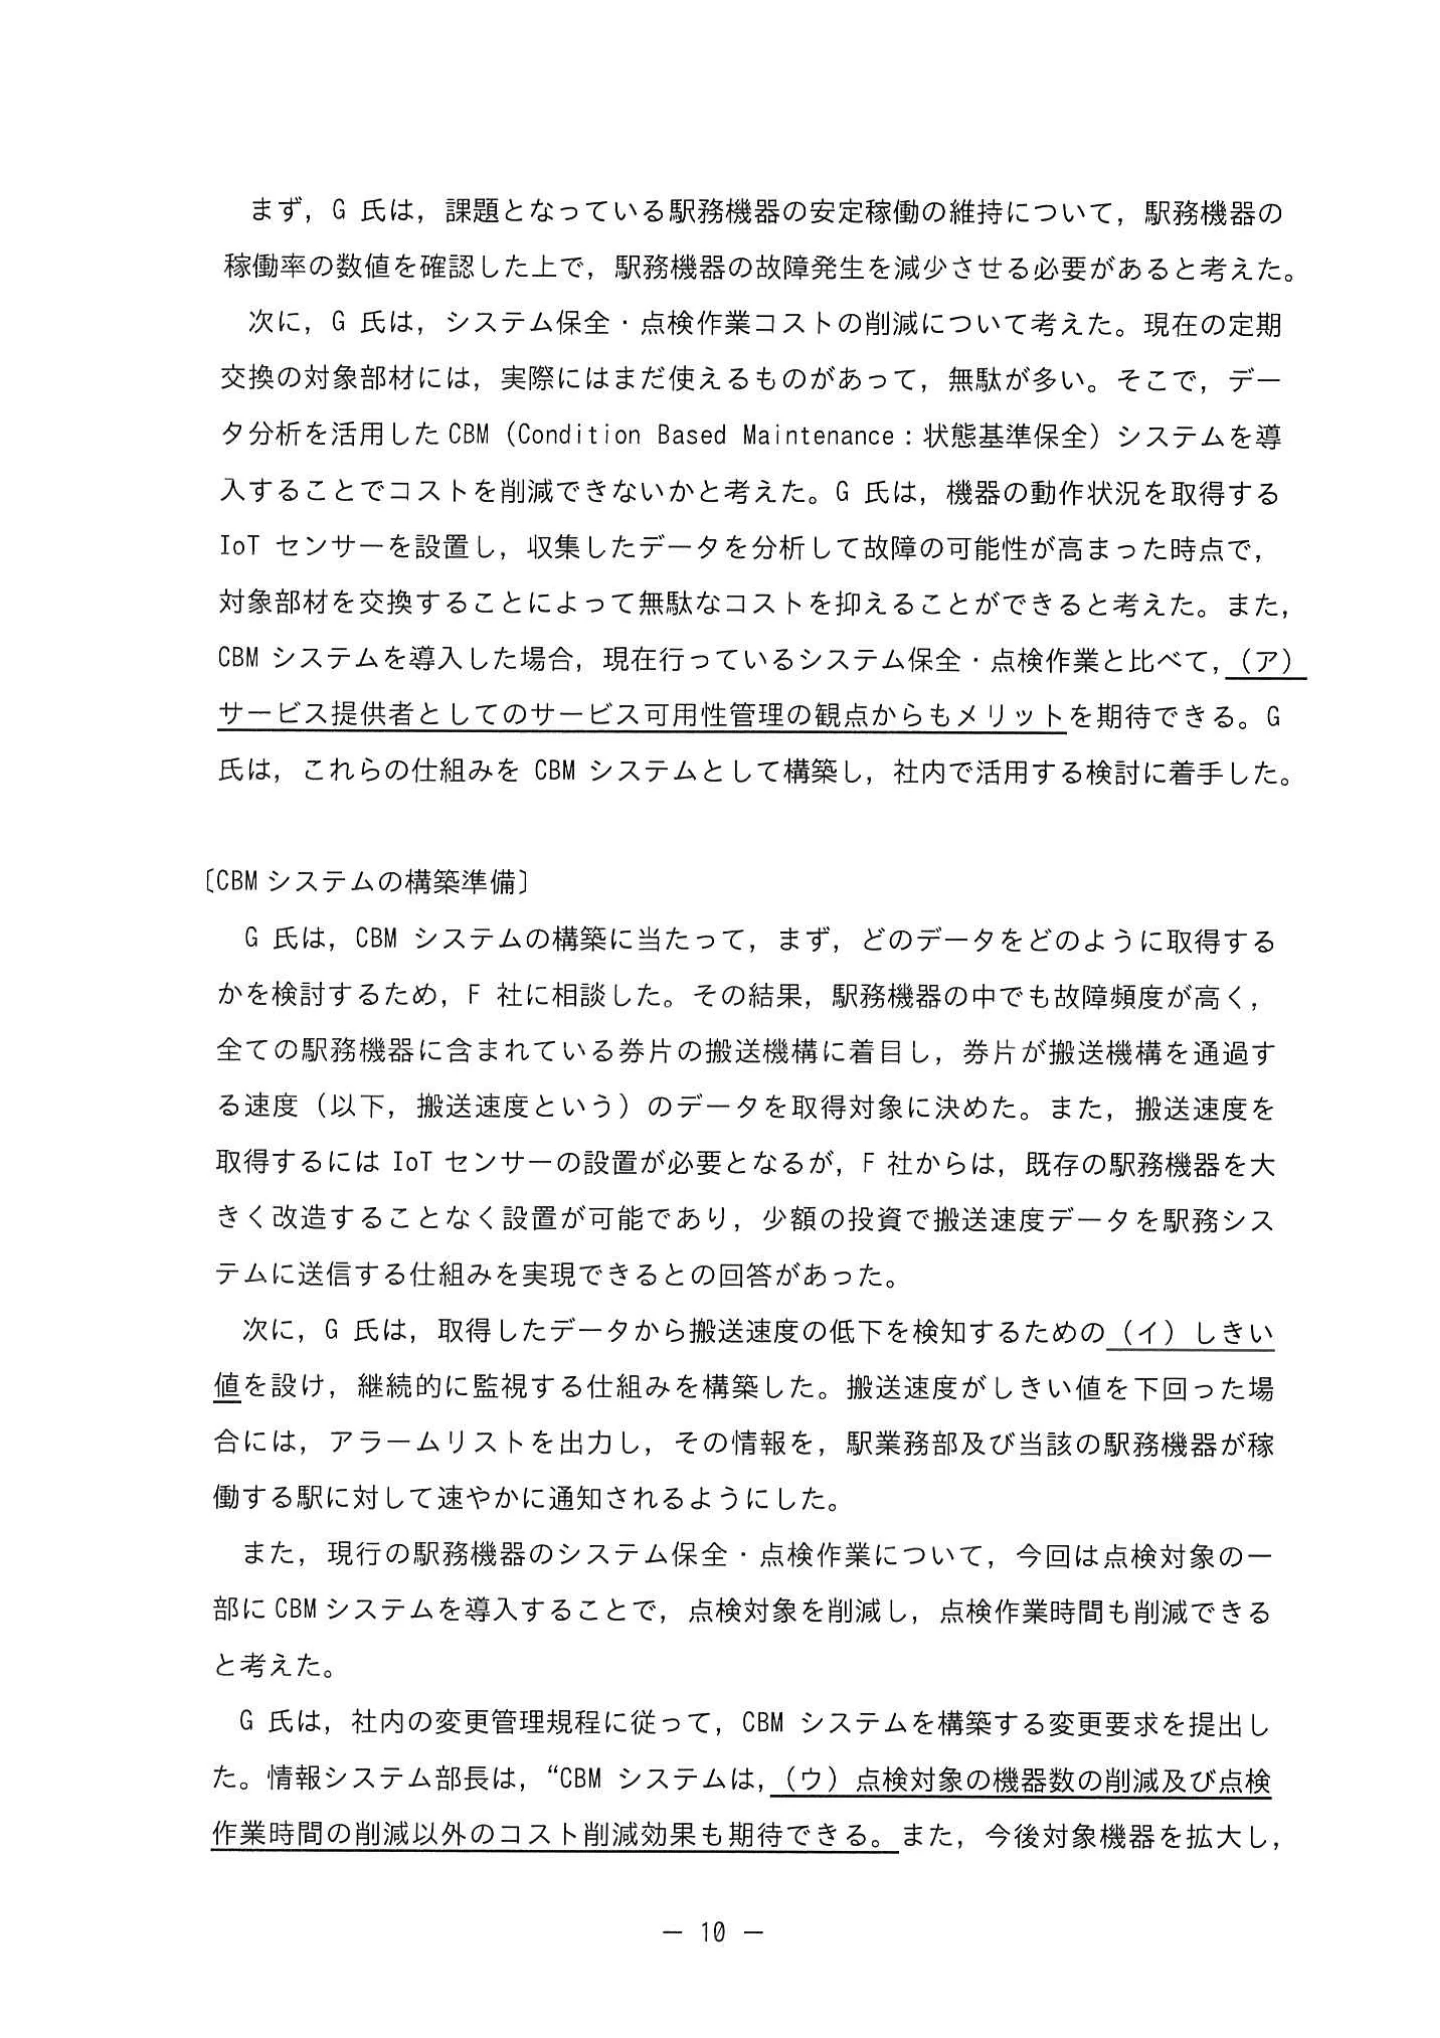 まず，G 氏は，課題となっている駅務機器の安定稼働の維持について，駅務機器の
稼働率の数値を確認した上で，駅務機器の故障発生を減少させる必要があると考えた。
次に，G 氏は，システム保全・点検作業コストの削減について考えた。現在の定期
交換の対象部材には，実際にはまだ使えるものがあって，無駄が多い。そこで，デー
タ分析を活用した CBM（Condition Based Maintenance：状態基準保全）システムを導
入することでコストを削減できないかと考えた。G 氏は，機器の動作状況を取得する
IoT センサーを設置し，収集したデータを分析して故障の可能性が高まった時点で，
対象部材を交換することによって無駄なコストを抑えることができると考えた。また，
CBM システムを導入した場合，現在行っているシステム保全・点検作業と比べて，（ア）
サービス提供者としてのサービス可用性管理の観点からもメリットを期待できる。G
氏は，これらの仕組みを CBM システムとして構築し，社内で活用する検討に着手した。
〔CBM システムの構築準備〕
G 氏は，CBM システムの構築に当たって，まず，どのデータをどのように取得する
かを検討するため，F 社に相談した。その結果，駅務機器の中でも故障頻度が高く，
全ての駅務機器に含まれている券片の搬送機構に着目し，券片が搬送機構を通過す
る速度（以下，搬送速度という）のデータを取得対象に決めた。また，搬送速度を
取得するには IoT センサーの設置が必要となるが，F 社からは，既存の駅務機器を大
きく改造することなく設置が可能であり，少額の投資で搬送速度データを駅務シス
テムに送信する仕組みを実現できるとの回答があった。
次に，G 氏は，取得したデータから搬送速度の低下を検知するための（イ）しきい
値を設け，継続的に監視する仕組みを構築した。搬送速度がしきい値を下回った場
合には，アラームリストを出力し，その情報を，駅業務部及び当該の駅務機器が稼
働する駅に対して速やかに通知されるようにした。
また，現行の駅務機器のシステム保全・点検作業について，今回は点検対象の一
部に CBM システムを導入することで，点検対象を削減し，点検作業時間も削減できる
と考えた。
G 氏は，社内の変更管理規程に従って，CBM システムを構築する変更要求を提出し
た。情報システム部長は，“CBM システムは，（ウ）点検対象の機器数の削減及び点検
作業時間の削減以外のコスト削減効果も期待できる。また，今後対象機器を拡大し，
－ 10 －